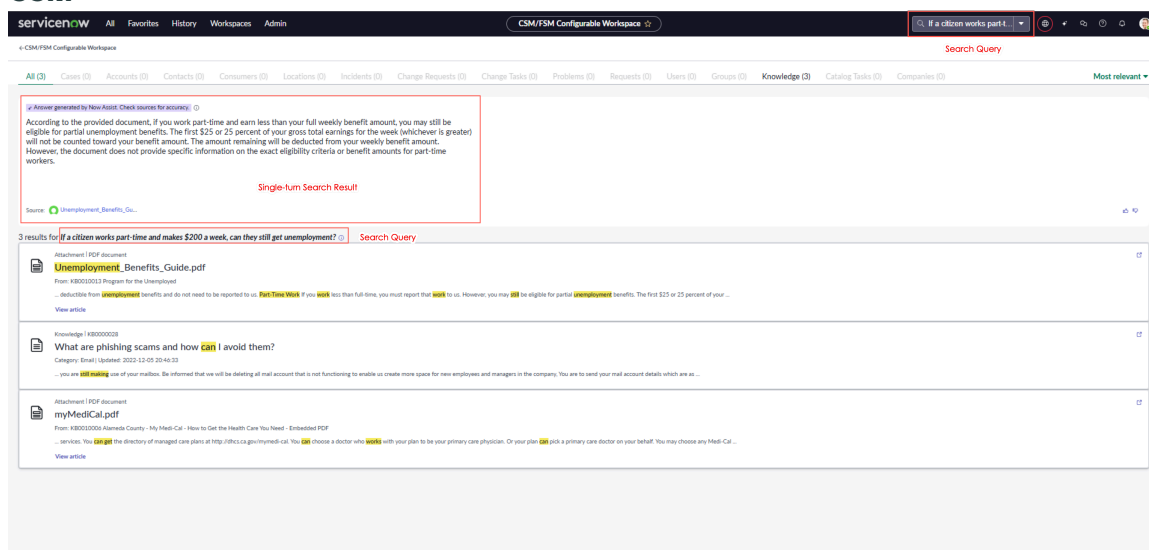 servicenow All Favorites History Workspaces Admin CSM/FSM Configurable Workspace If a citizen works part-t...
Search Query
CSM/FSM Configurable Workspace
All (3) Cases (0) Accounts (0) Contacts (0) Consumers (0) Locations (0) Incidents (0) Change Requests (0) Change Tasks (0) Problems (0) Requests (0) Users (0) Groups (0) Knowledge (3) Catalog Tasks (0) Companies (0) Most relevant
Answer generated by Now Assist. Check sources for accuracy.
According to the provided document, if you work part-time and earn less than your full weekly benefit amount, you may still be
eligible for partial unemployment benefits. The first $25 or 25 percent of your gross total earnings for the week (whichever is greater)
will not be counted toward your benefit amount. The amount remaining will be deducted from your weekly benefit amount.
However, the document does not provide specific information on the exact eligibility criteria or benefit amounts for part-time
workers.
Single-turn Search Result
Source: Unemployment_Benefits_Gu...
3 results for If a citizen works part-time and makes $200 a week, can they still get unemployment? Search Query
Attachment | PDF document
Unemployment_Benefits_Guide.pdf
From: KB0010013 Program for the Unemployed
... deductible from unemployment benefits and do not need to be reported to us. Part-Time Work If you work less than full-time, you must report that work to us. However, you may still be eligible for partial unemployment benefits. The first $25 or 25 percent of your ...
View article
Knowledge | KB0000028
What are phishing scams and how can I avoid them?
Category: Email | Updated: 2022-12-05 20:46:33
... you are still making use of your mailbox. Be informed that we will be deleting all mail account that is not functioning to enable us create more space for new employees and managers in the company, You are to send your mail account details which are as ...
Attachment | PDF document
myMediCal.pdf
From: KB0010006 Alameda County - My Medi-Cal - How to Get the Health Care You Need - Embedded PDF
... services. You can get the directory of managed care plans at http://dhcs.ca.gov/mymedi-cal. You can choose a doctor who works with your plan to be your primary care physician. Or your plan can pick a primary care doctor on your behalf. You may choose any Medi-Cal ...
View article